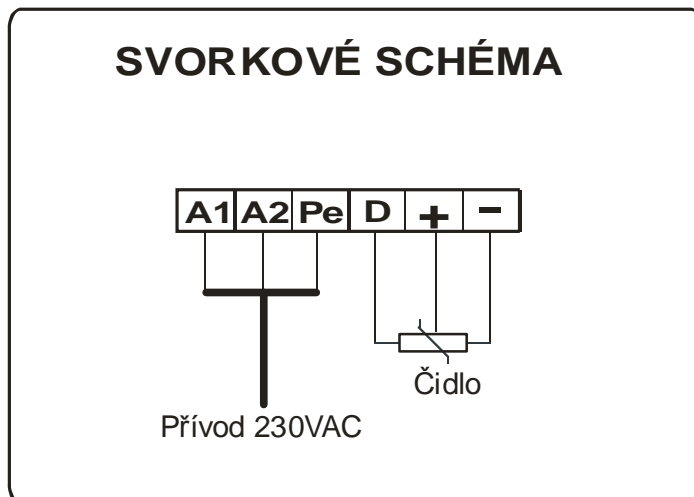 SVORKOVÉ SCHÉMA
A1 A2 Pe D + -
Čidlo
Přívod 230VAC